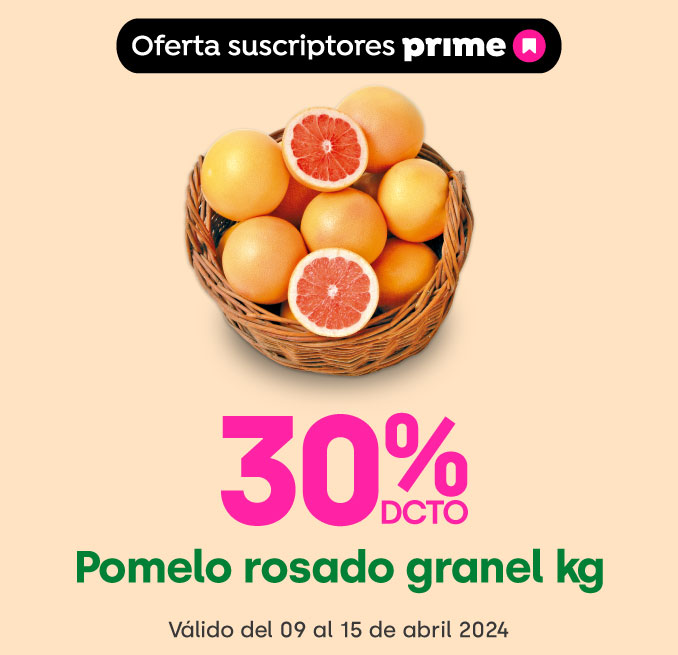 Oferta suscriptores prime
30%
DCTO
Pomelo rosado granel kg
Válido del 09 al 15 de abril 2024